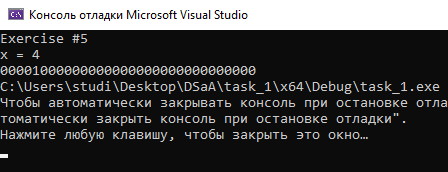 Консоль отладки Microsoft Visual Studio
Exercise #5
x = 4
00001000000000000000000000000000
C:\Users\studi\Desktop\DSaA\task_1\x64\Debug\task_1.exe
Чтобы автоматически закрывать консоль при остановке отла
томатически закрыть консоль при остановке отладки".
Нажмите любую клавишу, чтобы закрыть это окно…